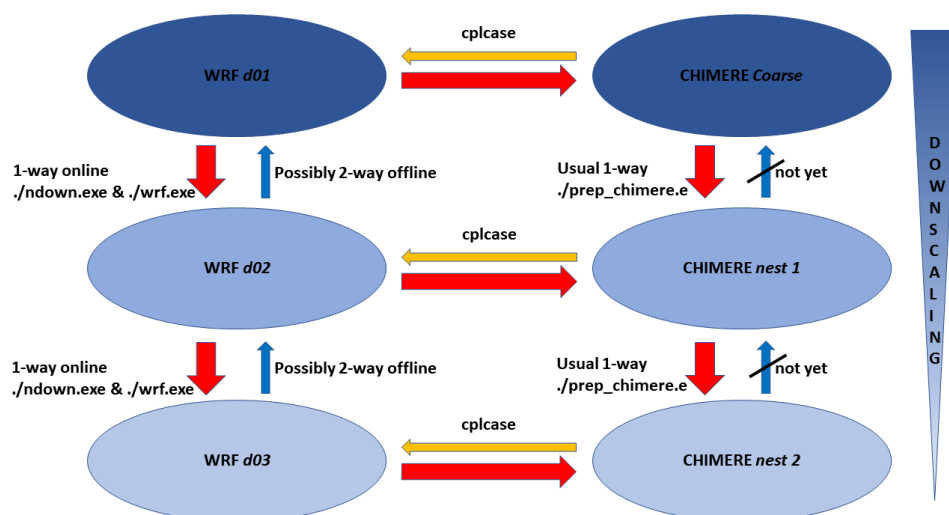 cplcase
WRF d01
CHIMERE Coarse
1-way online
./ndown.exe & ./wrf.exe
Possibly 2-way offline
Usual 1-way
./prep_chimere.e
not yet
cplcase
WRF d02
CHIMERE nest 1
1-way online
./ndown.exe & ./wrf.exe
Possibly 2-way offline
Usual 1-way
./prep_chimere.e
not yet
cplcase
WRF d03
CHIMERE nest 2
DOWNSCALING